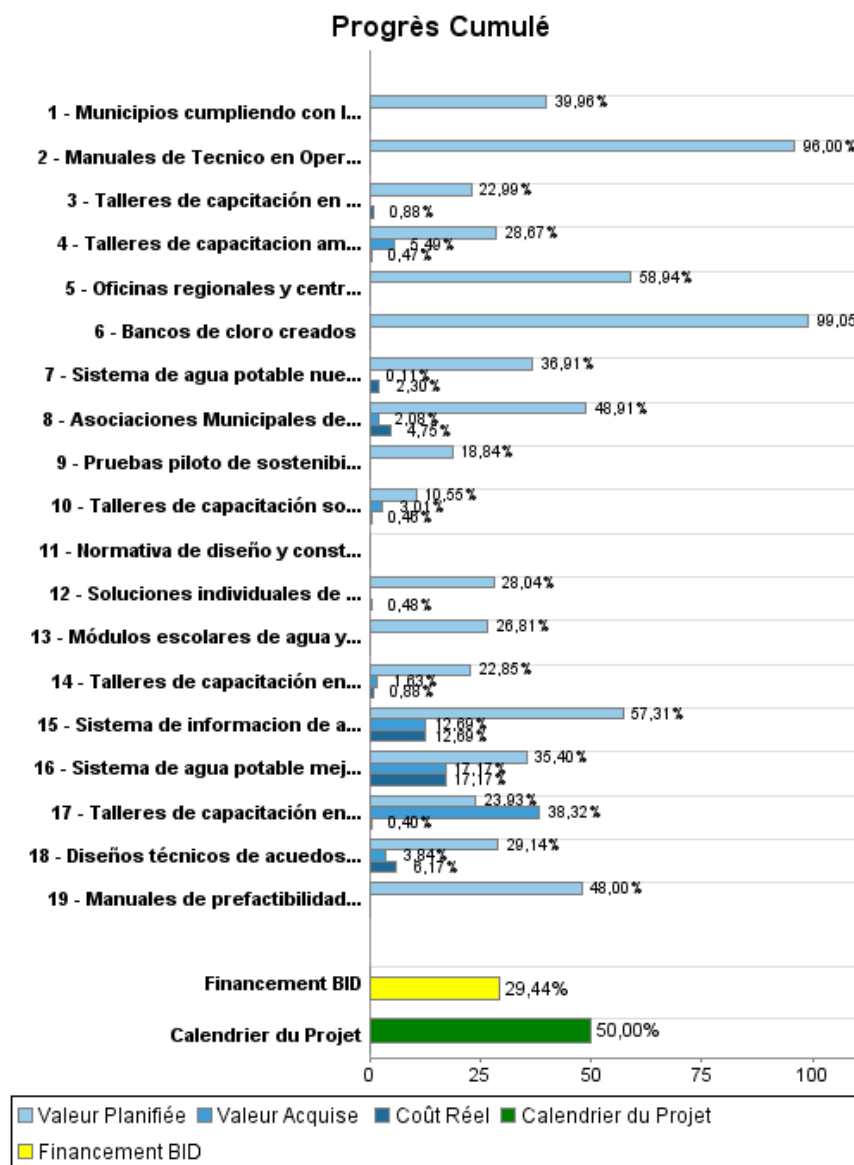 Progrès Cumulé
1 - Municipios cumpliendo con l...
39,96%
2 - Manuales de Tecnico en Oper...
96,00%
3 - Talleres de capcitación en ...
22,99%
0,88%
4 - Talleres de capacitacion am...
28,67%
5,49%
0,47%
5 - Oficinas regionales y centr...
58,94%
6 - Bancos de cloro creados
99,05
7 - Sistema de agua potable nue...
36,91%
0,11%
2,30%
8 - Asociaciones Municipales de...
48,91%
2,08%
4,75%
9 - Pruebas piloto de sostenibi...
18,84%
10 - Talleres de capacitación so...
10,55%
3,01%
0,46%
11 - Normativa de diseño y const...
12 - Soluciones individuales de ...
28,04%
0,48%
13 - Módulos escolares de agua y...
26,81%
14 - Talleres de capacitación en...
22,85%
1,63%
0,88%
15 - Sistema de informacion de a...
57,31%
12,69%
12,69%
16 - Sistema de agua potable mej...
35,40%
17,17%
17,17%
17 - Talleres de capacitación en...
23,93%
38,32%
0,40%
18 - Diseños técnicos de acuedos...
29,14%
3,84%
6,17%
19 - Manuales de prefactibilidad...
48,00%
Financement BID
29,44%
Calendrier du Projet
50,00%
0 25 50 75 100
Valeur Planifiée Valeur Acquise Coût Réel Calendrier du Projet
Financement BID